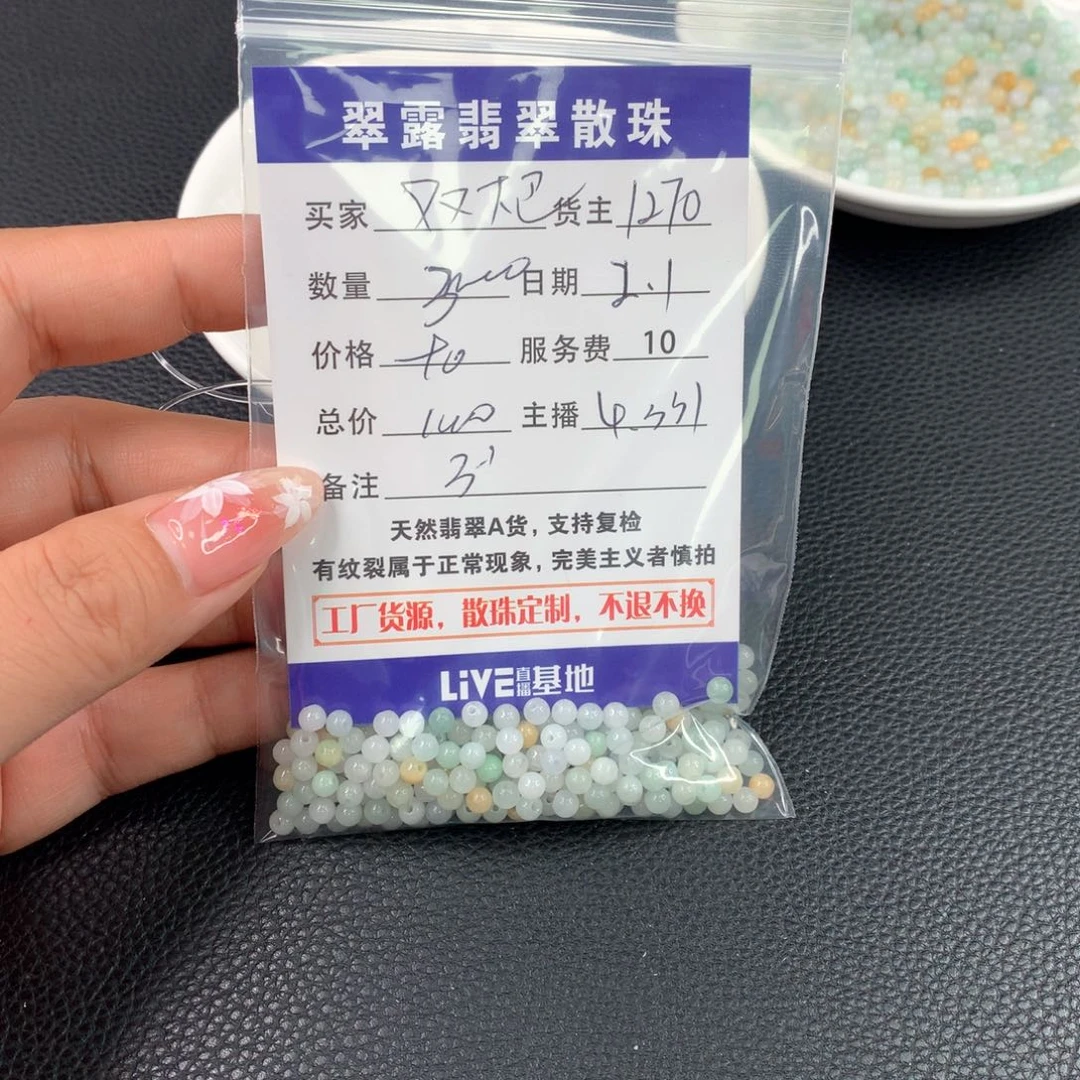 翠露翡翠散珠
买家 货主 1270
数量 日期 2.1
价格 服务费 10
总价 主播
备注
天然翡翠A货，支持复检
有纹裂属于正常现象，完美主义者慎拍
工厂货源，散珠定制，不退不换
LiVE直播基地